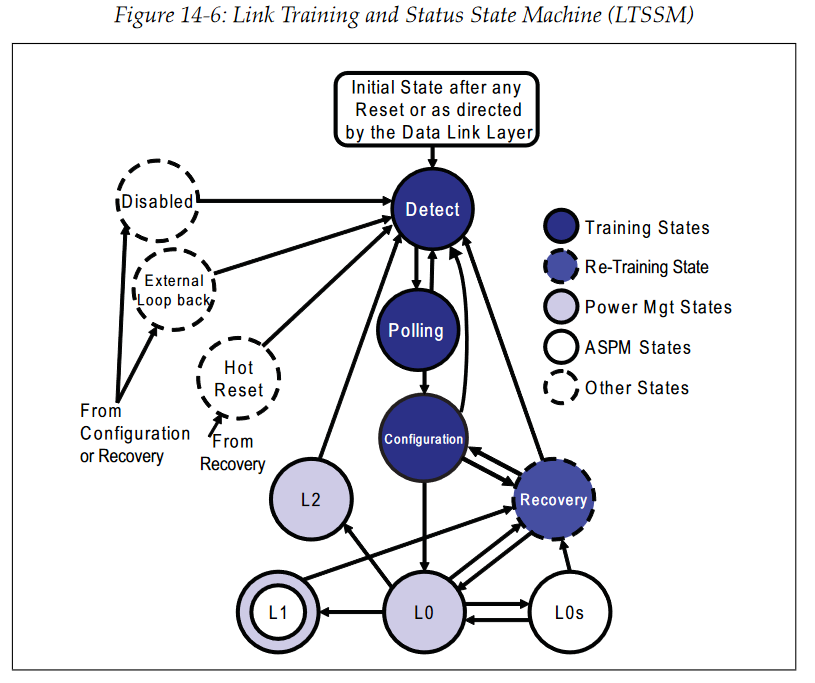 Figure 14-6: Link Training and Status State Machine (LTSSM)
Initial State after any
Reset or as directed
by the Data Link Layer
Disabled
Detect
External
Loop back
Polling
Hot
Reset
Training States
Re-Training State
Power Mgt States
ASPM States
Other States
From
Configuration
or Recovery
From
Recovery
Configuration
L2
Recovery
L1
L0
L0s